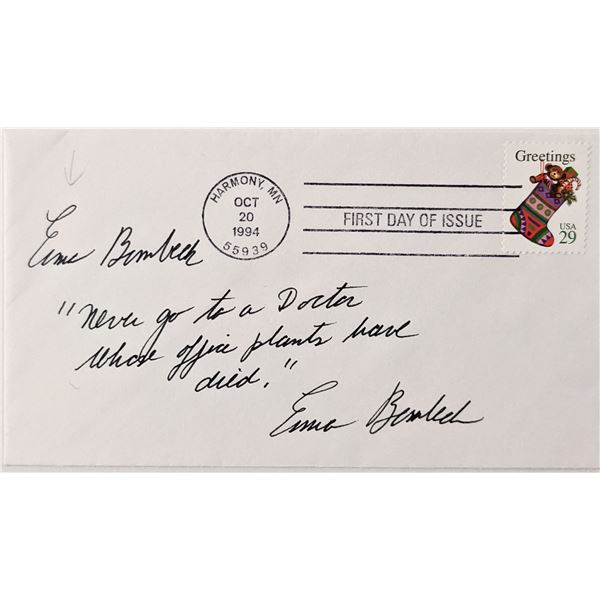 Greetings
USA
29
HARMONY, MN
OCT
20
1994
55939
FIRST DAY OF ISSUE
Erma Bombeck
"Never go to a Doctor
whose office plants have
died."
Erma Bombeck